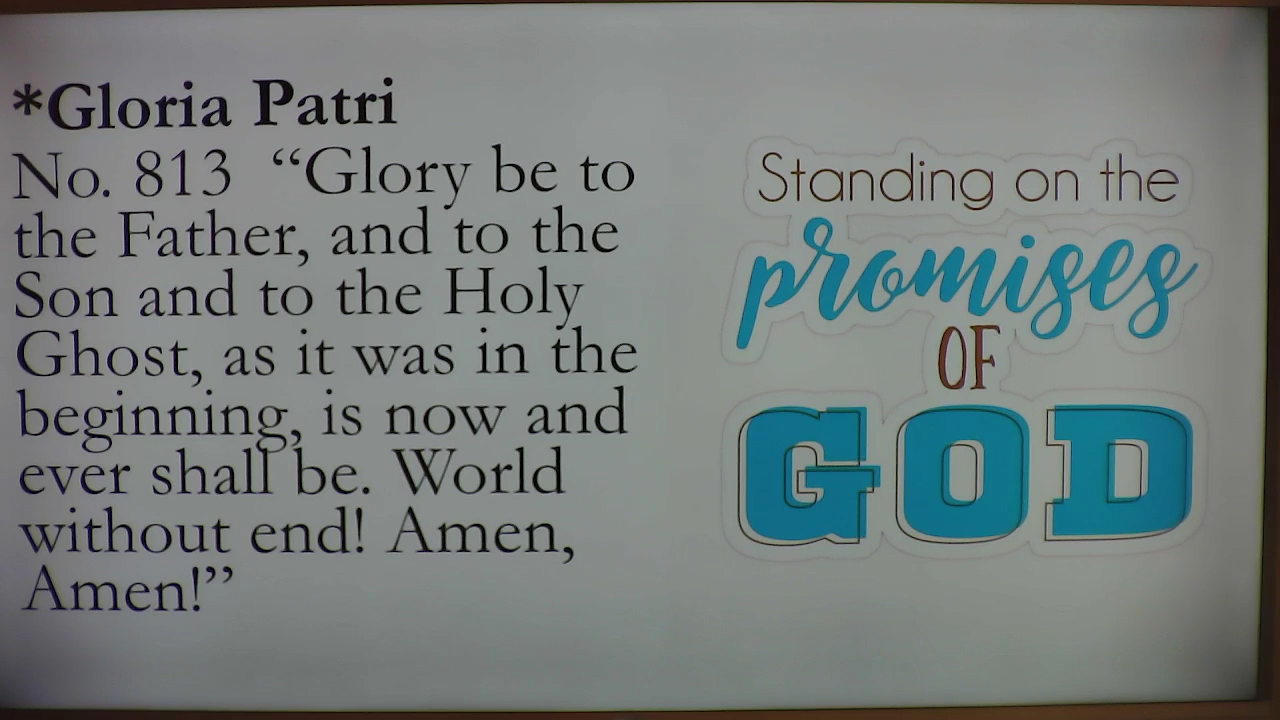 *Gloria Patri
No. 813 “Glory be to
the Father, and to the
Son and to the Holy
Ghost, as it was in the
beginning, is now and
ever shall be. World
without end! Amen,
Amen!”
Standing on the
promises
OF
GOD